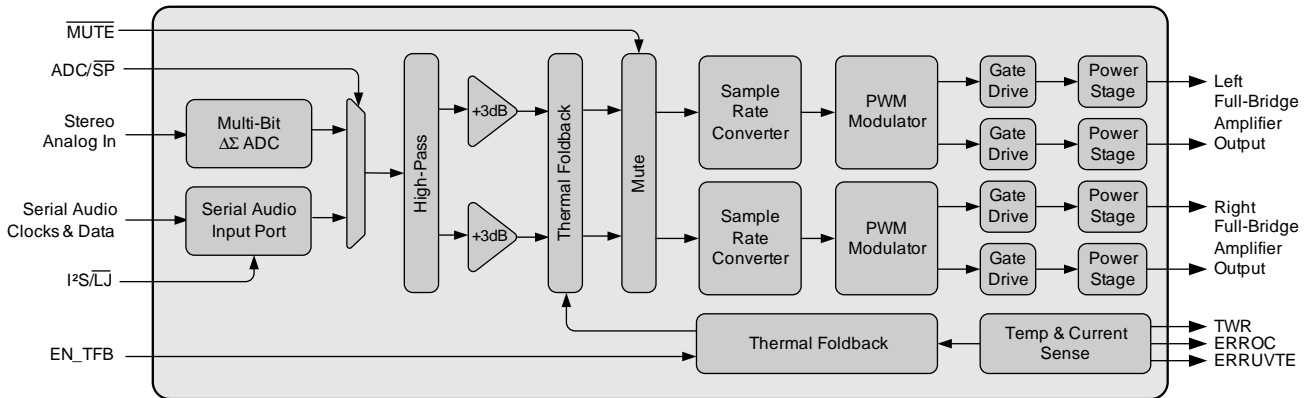 MUTE
ADC/SP
Stereo
Analog In
Serial Audio
Clocks & Data
I²S/LJ
EN_TFB
Multi-Bit
ΔΣ ADC
Serial Audio
Input Port
High-Pass
+3dB
+3dB
Thermal Foldback
Mute
Sample
Rate
Converter
PWM
Modulator
Gate
Drive
Power
Stage
Gate
Drive
Power
Stage
Left
Full-Bridge
Amplifier
Output
Sample
Rate
Converter
PWM
Modulator
Gate
Drive
Power
Stage
Gate
Drive
Power
Stage
Right
Full-Bridge
Amplifier
Output
Thermal Foldback
Temp & Current
Sense
TWR
ERROC
ERRUVTE